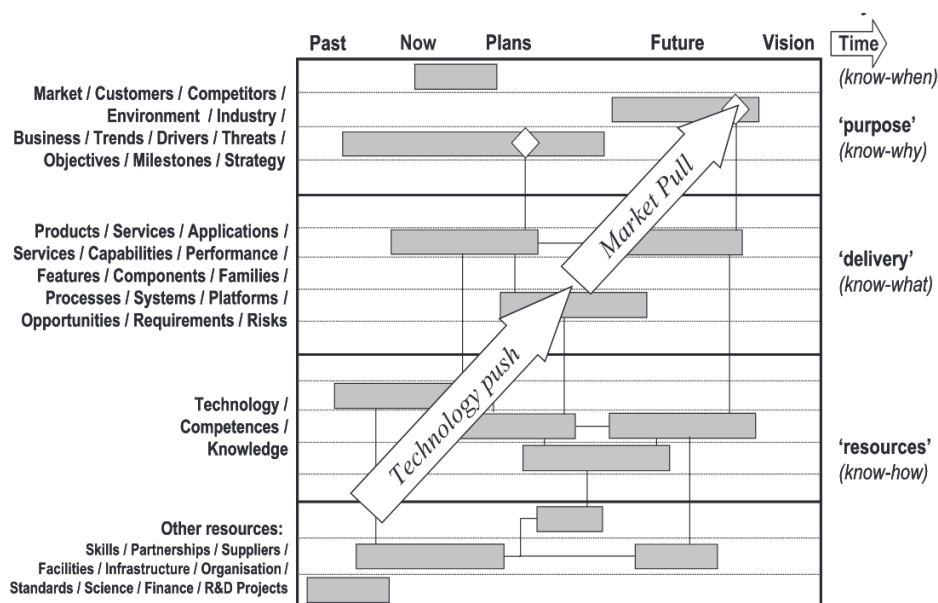 Past Now Plans Future Vision Time
(know-when)
Market / Customers / Competitors /
Environment / Industry /
Business / Trends / Drivers / Threats /
Objectives / Milestones / Strategy
'purpose'
(know-why)
Market Pull
Products / Services / Applications /
Services / Capabilities / Performance /
Features / Components / Families /
Processes / Systems / Platforms /
Opportunities / Requirements / Risks
'delivery'
(know-what)
Technology push
Technology /
Competences /
Knowledge
'resources'
(know-how)
Other resources:
Skills / Partnerships / Suppliers /
Facilities / Infrastructure / Organisation /
Standards / Science / Finance / R&D Projects